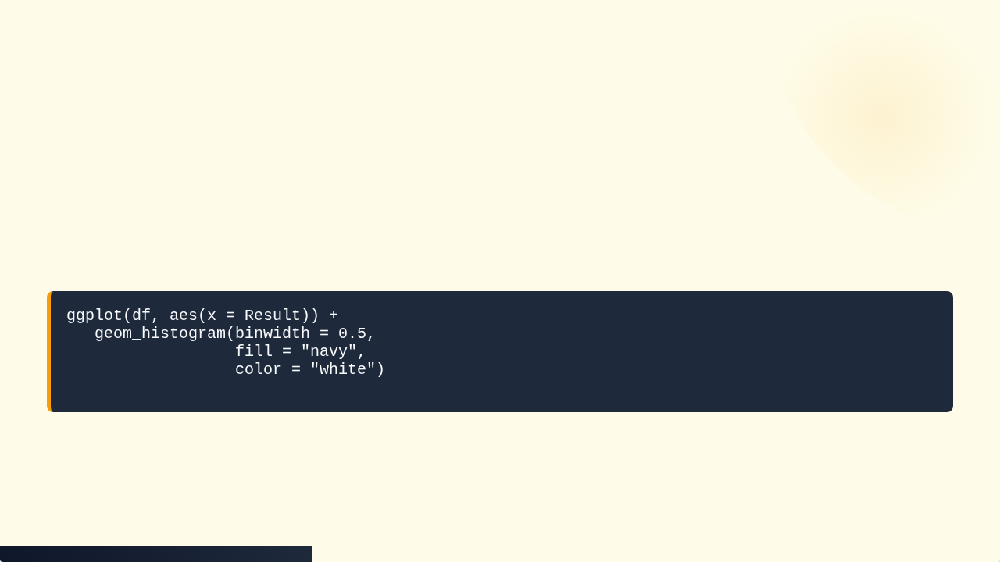 ggplot(df, aes(x = Result)) +
   geom_histogram(binwidth = 0.5,
                  fill = "navy",
                  color = "white")